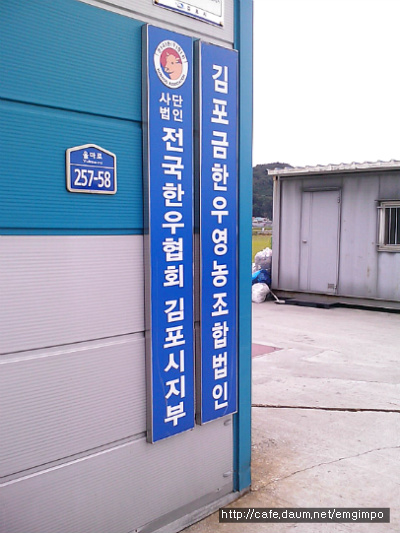 사단
법인
전국한우협회 김포시지부
김포금한우영농조합법인
257-58
http://cafe.daum.net/emgimpo